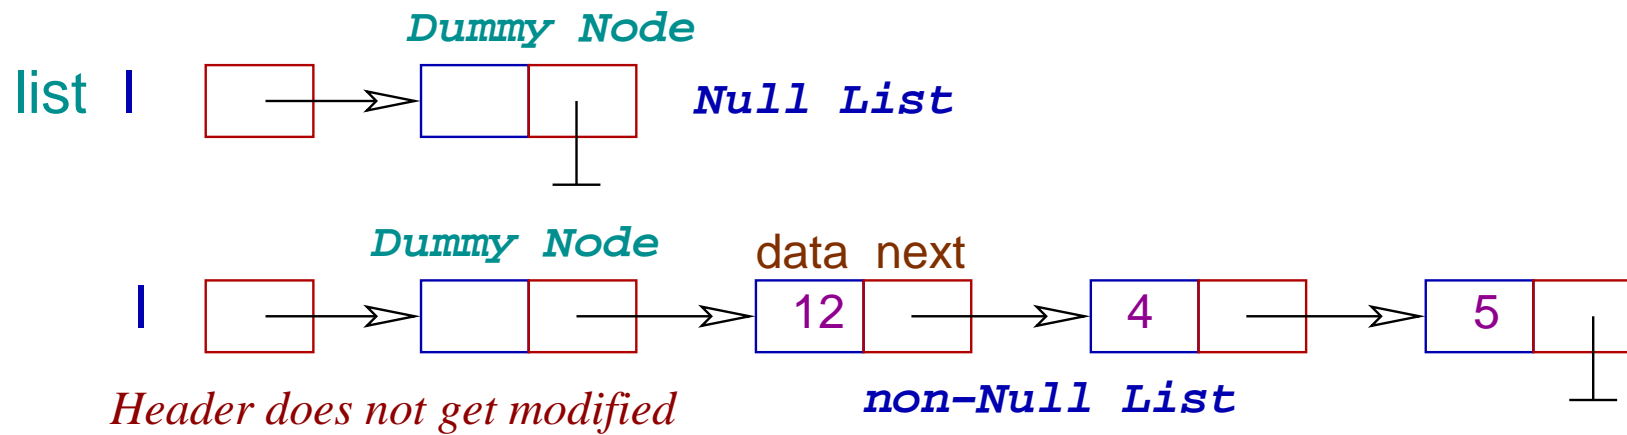 Dummy Node
list l Null List
Dummy Node
data next
l 12 4 5
Header does not get modified
non-Null List